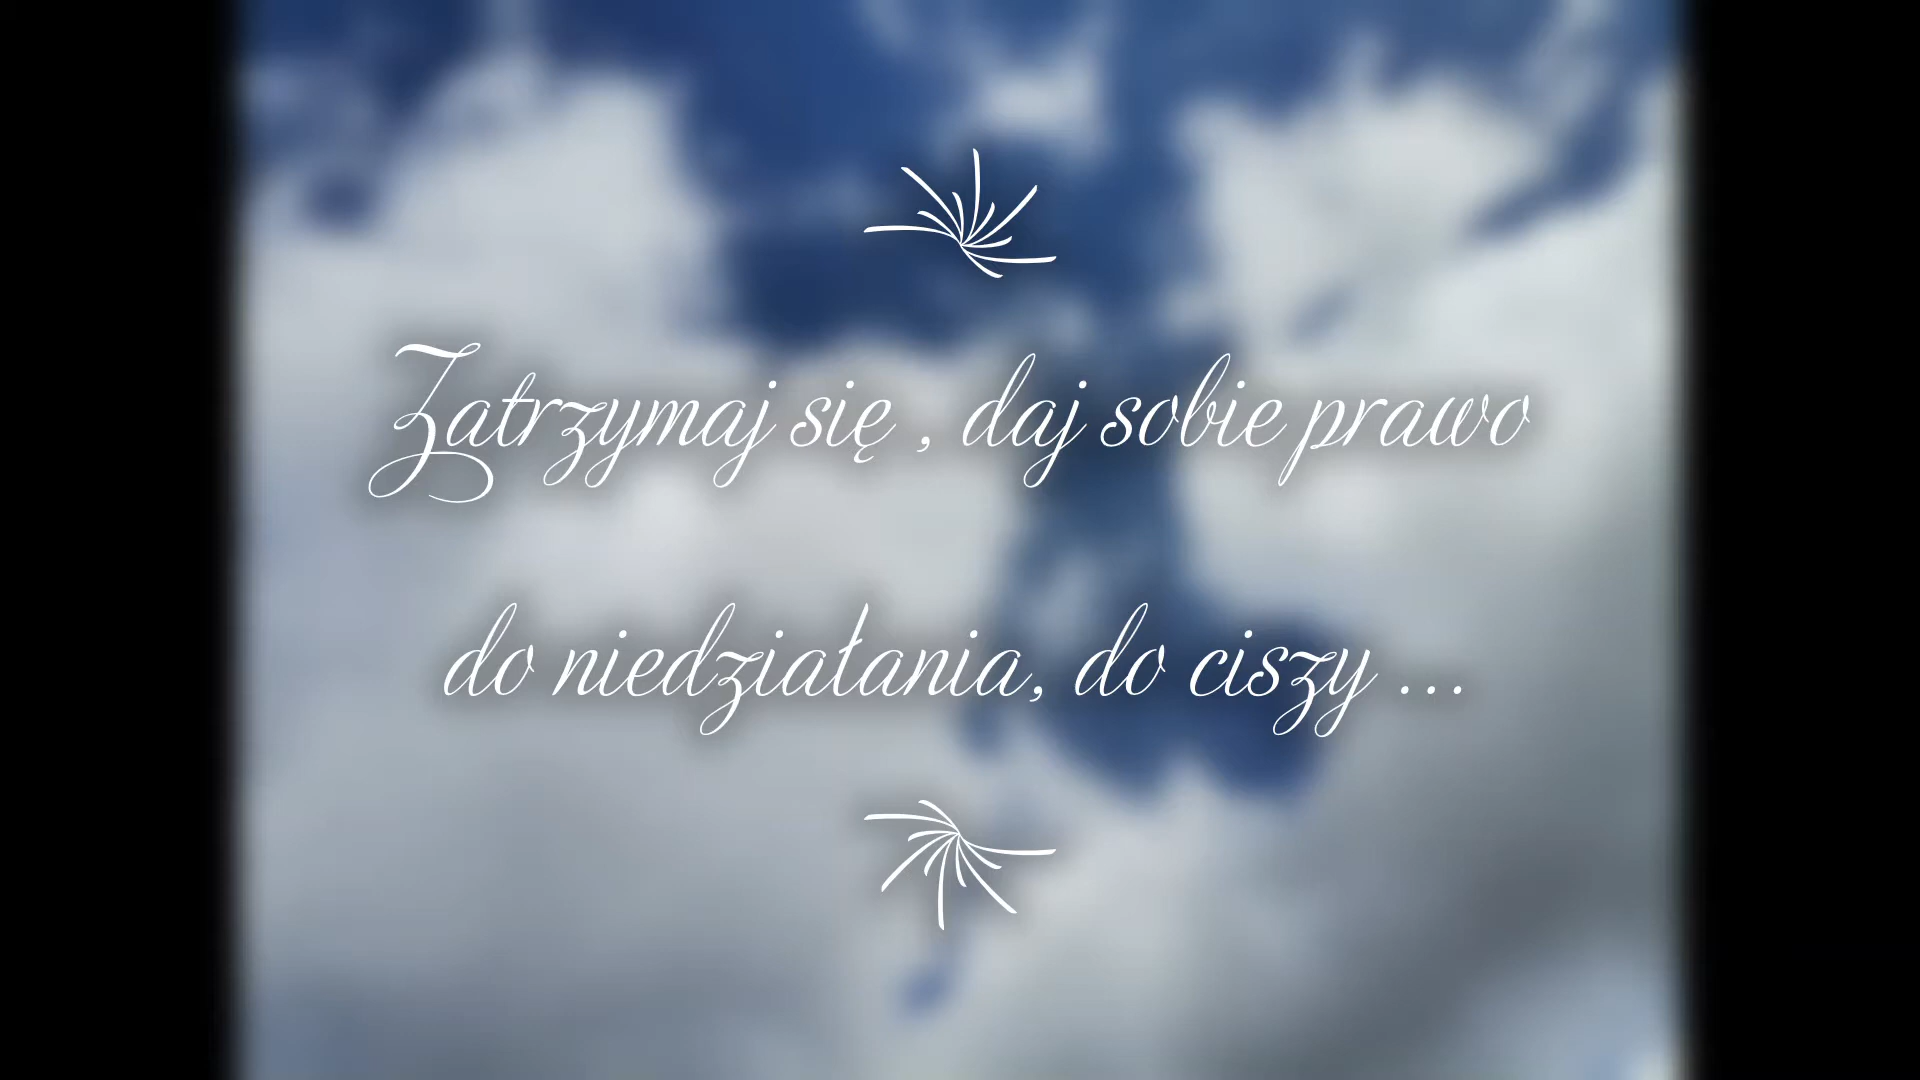 Zatrzymaj się , daj sobie prawo
do niedziałania, do ciszy ...